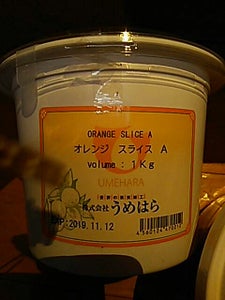 ORANGE SLICE A
オレンジ スライス A
volume : 1Kg
UMEHARA
株式会社 うめはら
2019.11.12